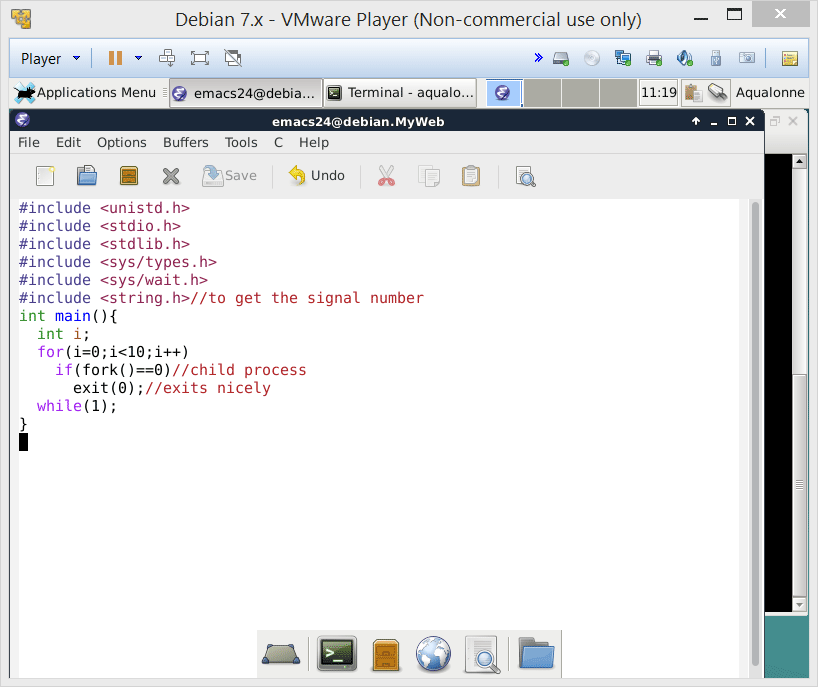 Debian 7.x - VMware Player (Non-commercial use only)
Player
Applications Menu
emacs24@debia...
Terminal - aqualo...
11:19
Aqualonne
emacs24@debian.MyWeb
File Edit Options Buffers Tools C Help
Save Undo
#include <unistd.h>
#include <stdio.h>
#include <stdlib.h>
#include <sys/types.h>
#include <sys/wait.h>
#include <string.h>//to get the signal number
int main(){
  int i;
  for(i=0;i<10;i++)
    if(fork()==0)//child process
      exit(0);//exits nicely
  while(1);
}